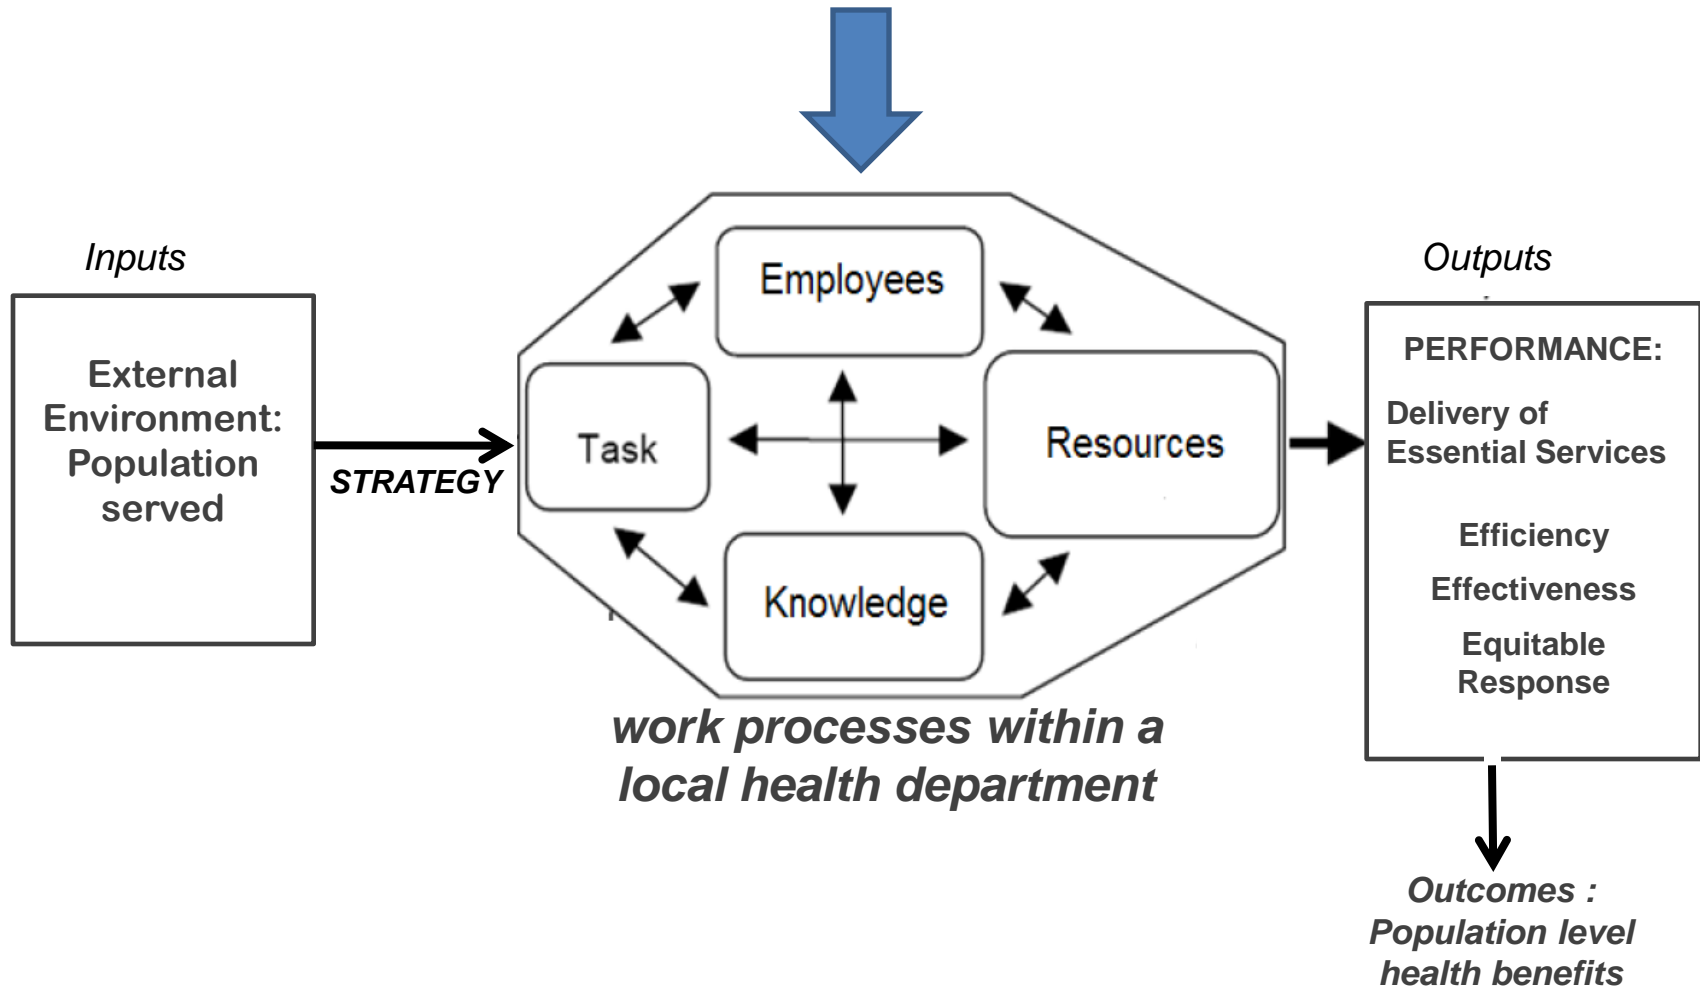 Inputs
External
Environment:
Population
served
STRATEGY
Employees
Task
Resources
Knowledge
work processes within a
local health department
Outputs
PERFORMANCE:
Delivery of
Essential Services
Efficiency
Effectiveness
Equitable
Response
Outcomes :
Population level
health benefits